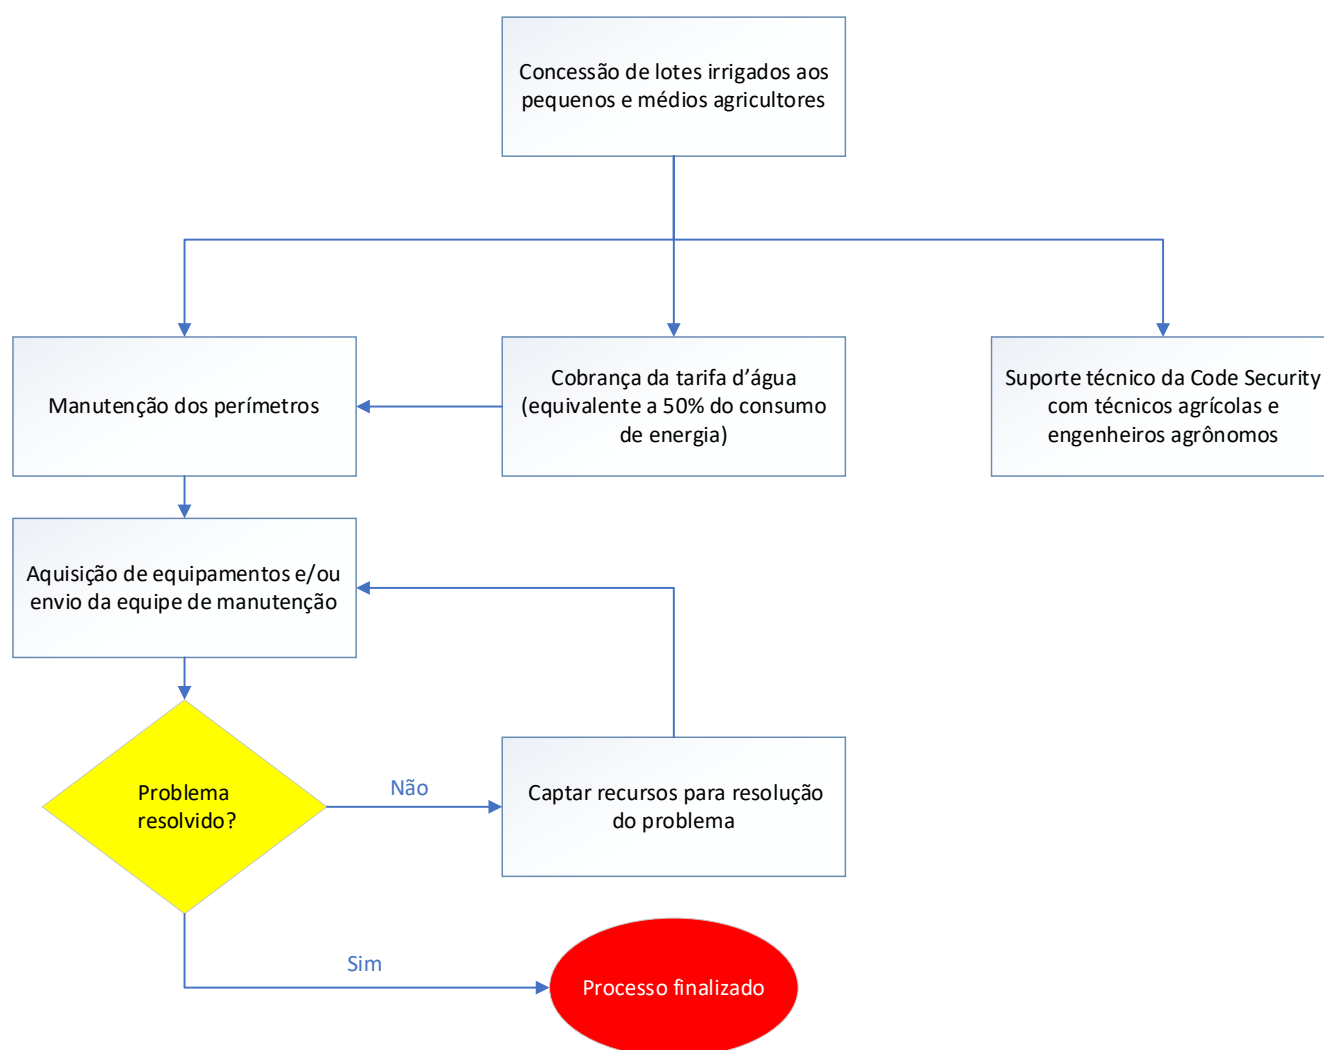 Concessão de lotes irrigados aos
pequenos e médios agricultores
Manutenção dos perímetros
Cobrança da tarifa d’água
(equivalente a 50% do consumo
de energia)
Suporte técnico da Code Security
com técnicos agrícolas e
engenheiros agrônomos
Aquisição de equipamentos e/ou
envio da equipe de manutenção
Problema
resolvido?
Não
Captar recursos para resolução
do problema
Sim
Processo finalizado